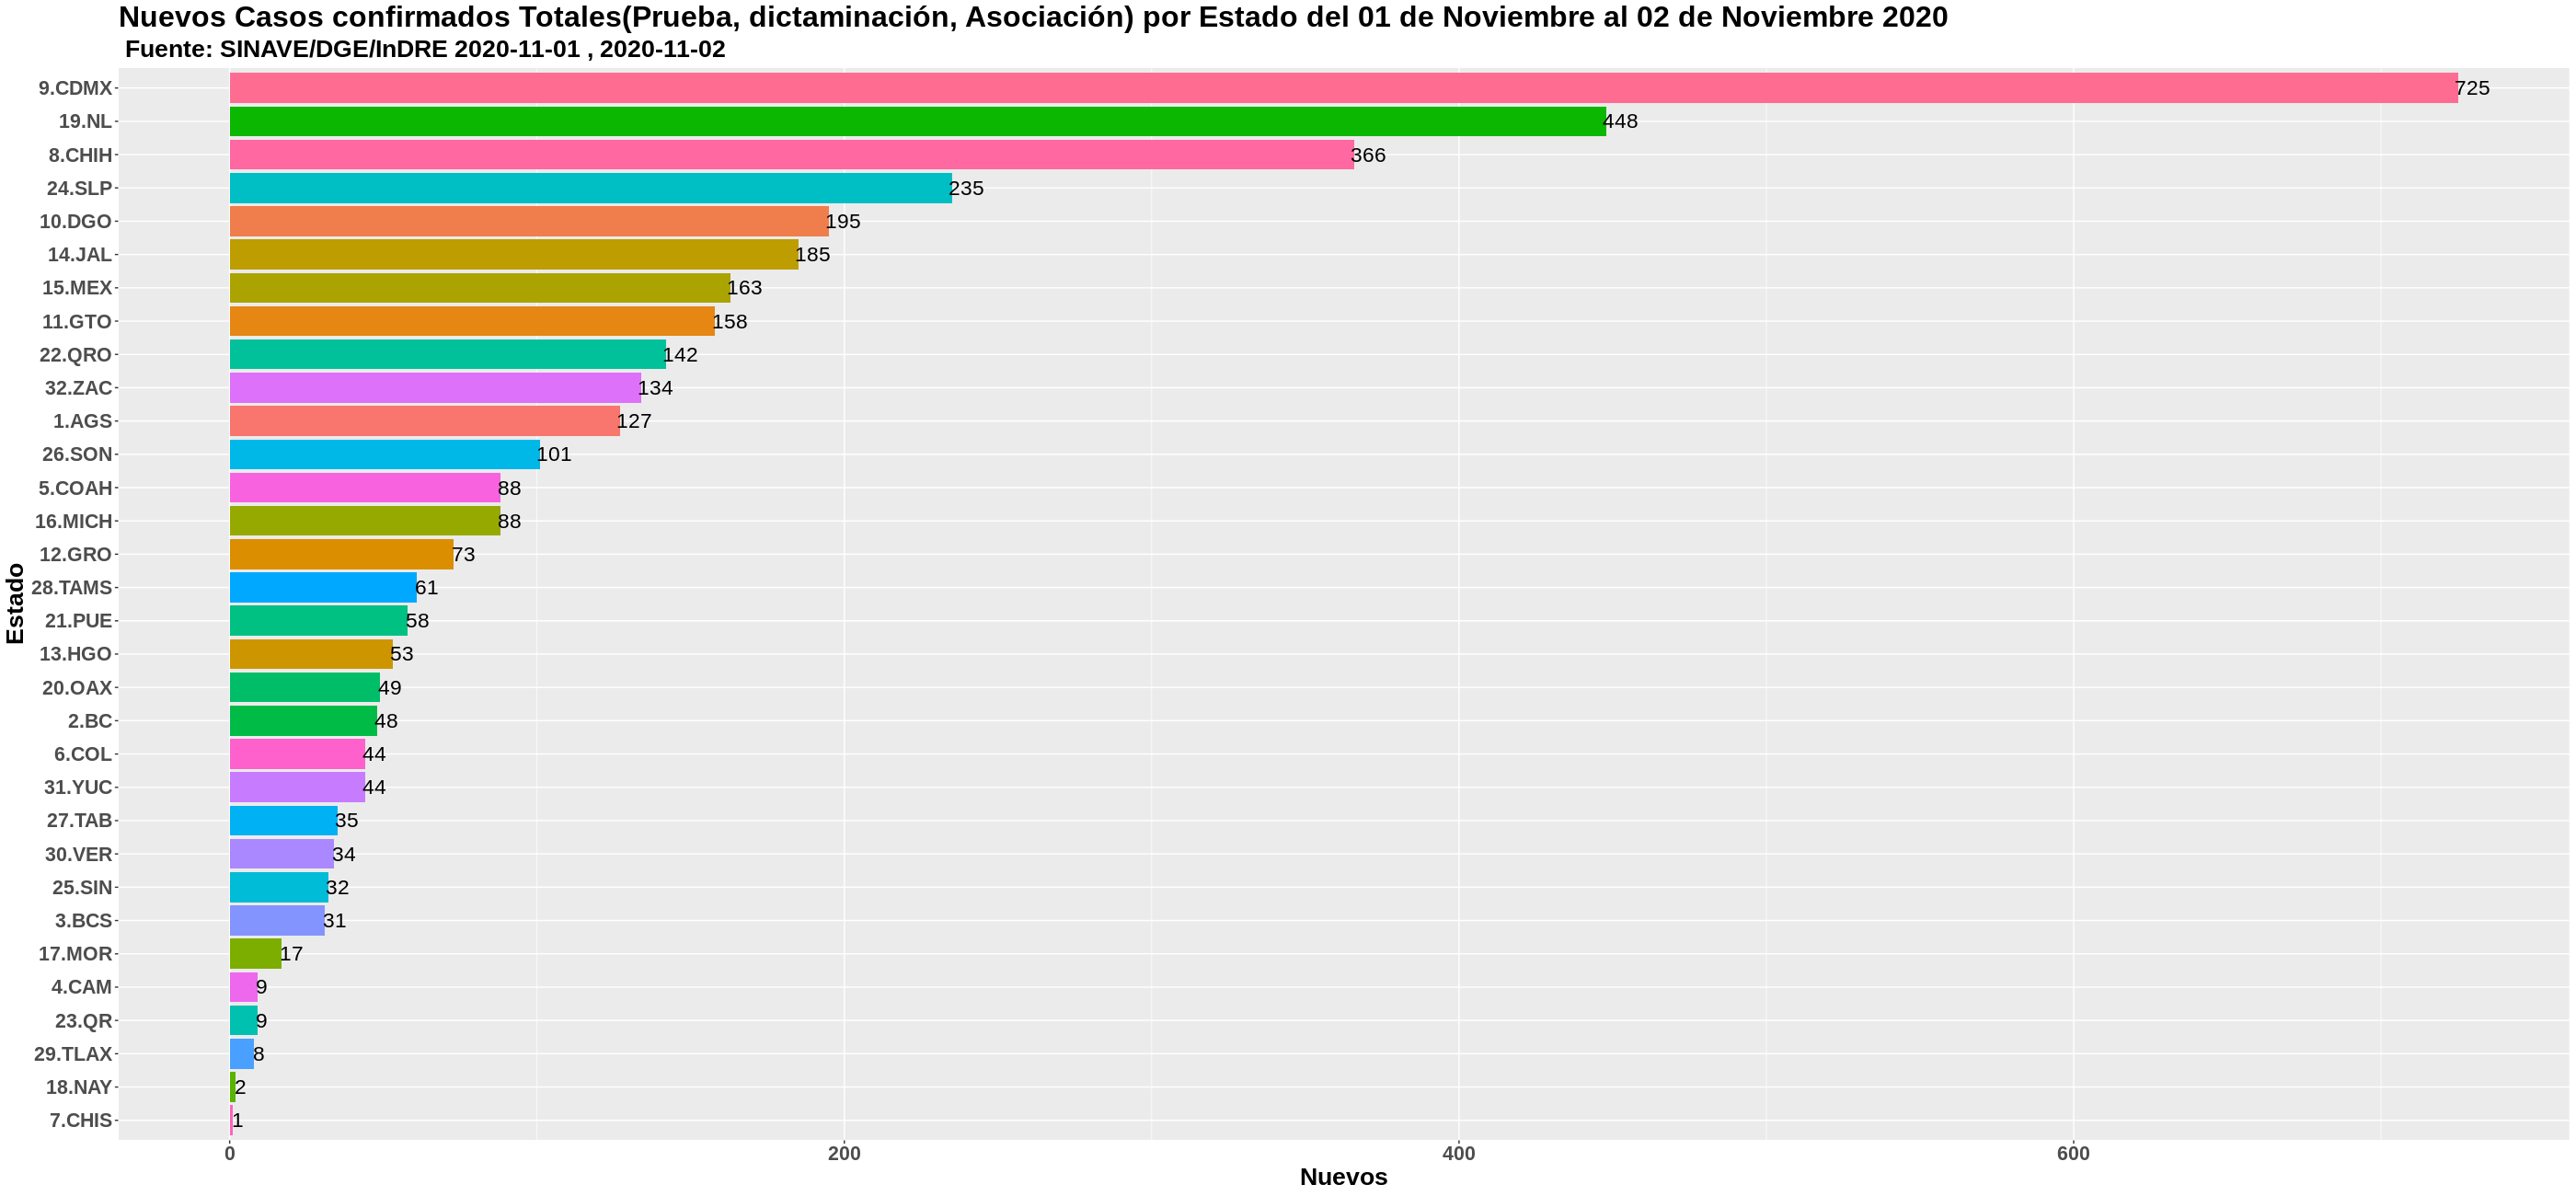 Nuevos Casos confirmados Totales(Prueba, dictaminación, Asociación) por Estado del 01 de Noviembre al 02 de Noviembre 2020
Fuente: SINAVE/DGE/InDRE 2020-11-01 , 2020-11-02
9.CDMX 725
19.NL 448
8.CHIH 366
24.SLP 235
10.DGO 195
14.JAL 185
15.MEX 163
11.GTO 158
22.QRO 142
32.ZAC 134
1.AGS 127
26.SON 101
5.COAH 88
16.MICH 88
12.GRO 73
28.TAMS 61
21.PUE 58
13.HGO 53
20.OAX 49
2.BC 48
6.COL 44
31.YUC 44
27.TAB 35
30.VER 34
25.SIN 32
3.BCS 31
17.MOR 17
4.CAM 9
23.QR 9
29.TLAX 8
18.NAY 2
7.CHIS 1
Estado
0 200 400 600
Nuevos